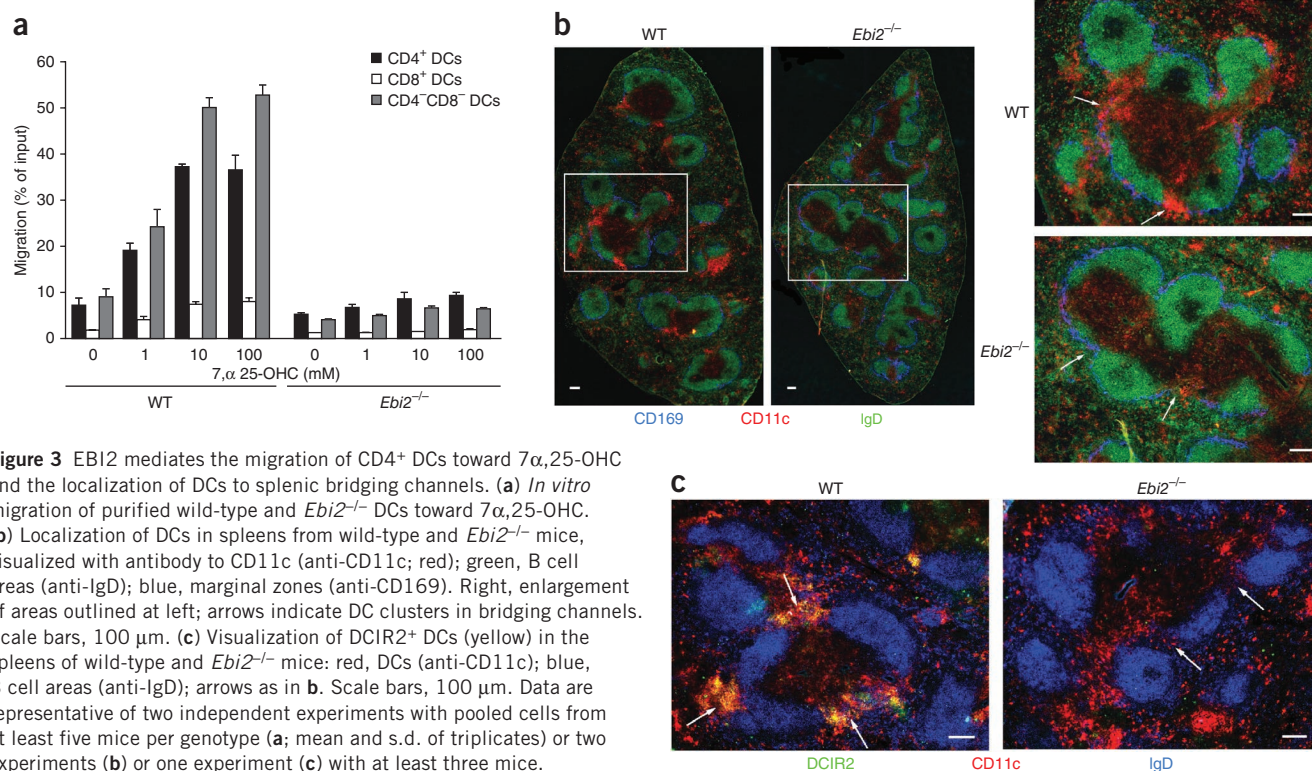 a
CD4⁺ DCs
CD8⁺ DCs
CD4⁻CD8⁻ DCs
Migration (% of input)
60
50
40
30
20
10
0
0 1 10 100 0 1 10 100
7,α 25-OHC (mM)
WT Ebi2⁻/⁻
b
WT Ebi2⁻/⁻
CD169 CD11c IgD
WT
Ebi2⁻/⁻
igure 3 EBI2 mediates the migration of CD4⁺ DCs toward 7α,25-OHC
nd the localization of DCs to splenic bridging channels. (a) In vitro
nigration of purified wild-type and Ebi2⁻/⁻ DCs toward 7α,25-OHC.
b) Localization of DCs in spleens from wild-type and Ebi2⁻/⁻ mice,
isualized with antibody to CD11c (anti-CD11c; red); green, B cell
reas (anti-IgD); blue, marginal zones (anti-CD169). Right, enlargement
f areas outlined at left; arrows indicate DC clusters in bridging channels.
cale bars, 100 μm. (c) Visualization of DCIR2⁺ DCs (yellow) in the
pleens of wild-type and Ebi2⁻/⁻ mice: red, DCs (anti-CD11c); blue,
cell areas (anti-IgD); arrows as in b. Scale bars, 100 μm. Data are
epresentative of two independent experiments with pooled cells from
t least five mice per genotype (a; mean and s.d. of triplicates) or two
xperiments (b) or one experiment (c) with at least three mice.
c
WT Ebi2⁻/⁻
DCIR2 CD11c IgD